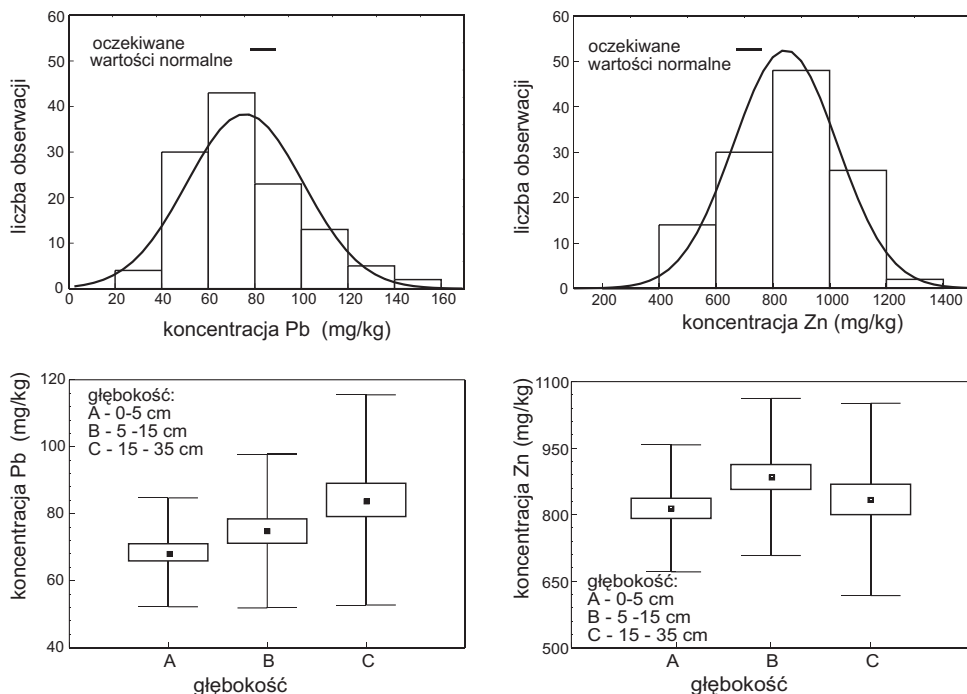 60
50
40
30
20
10
0
liczba obserwacji
oczekiwane
wartości normalne
0 20 40 60 80 100 120 140 160
koncentracja Pb (mg/kg)
60
50
40
30
20
10
0
liczba obserwacji
oczekiwane
wartości normalne
200 400 600 800 1000 1200 1400
koncentracja Zn (mg/kg)
120
100
80
60
40
koncentracja Pb (mg/kg)
głębokość:
A - 0-5 cm
B - 5 -15 cm
C - 15 - 35 cm
A B C
głębokość
1100
950
800
650
500
koncentracja Zn (mg/kg)
głębokość:
A - 0-5 cm
B - 5 -15 cm
C - 15 - 35 cm
A B C
głębokość